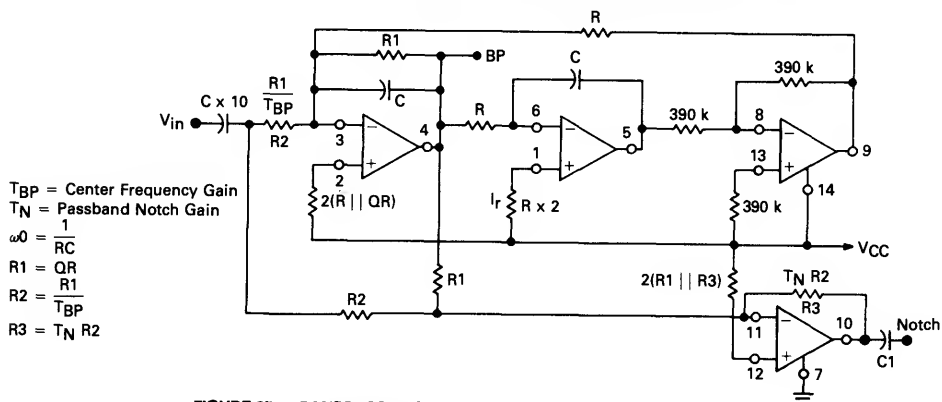 R
R1
BP
C
R1
TBP
C x 10
Vin
R2
3
2
4
2(R || QR)
R
C
6
1
5
Ir
R x 2
390 k
390 k
8
13
9
14
390 k
VCC
TBP = Center Frequency Gain
TN = Passband Notch Gain
ω0 = 1
RC
R1 = QR
R2 = R1
TBP
R3 = TN R2
R1
R2
2(R1 || R3)
TN R2
R3
11
12
10
7
Notch
C1